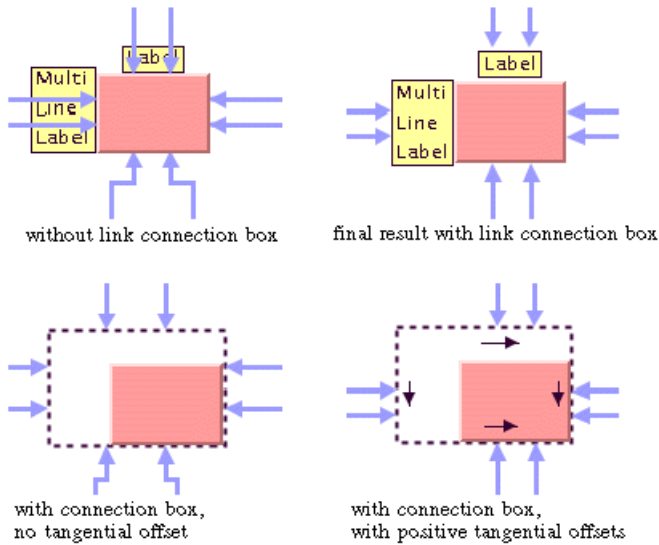 Label
Multi
Line
Label
without link connection box
Label
Multi
Line
Label
final result with link connection box
with connection box,
no tangential offset
with connection box,
with positive tangential offsets